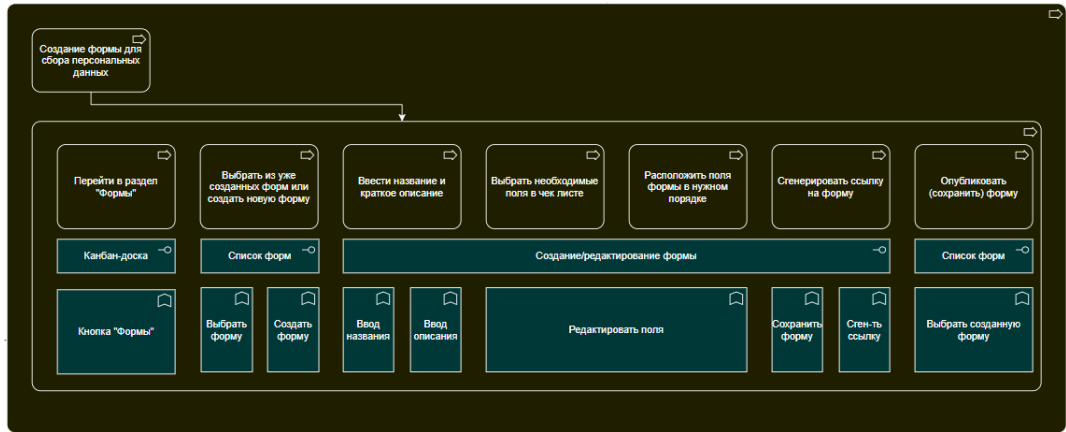 Создание формы для
сбора персональных
данных
Перейти в раздел
"Формы"
Выбрать из уже
созданных форм или
создать новую форму
Ввести название и
краткое описание
Выбрать необходимые
поля в чек листе
Расположить поля
формы в нужном
порядке
Сгенерировать ссылку
на форму
Опубликовать
(сохранить) форму
Канбан-доска
Список форм
Создание/редактирование формы
Список форм
Кнопка "Формы"
Выбрать
форму
Создать
форму
Ввод
названия
Ввод
описания
Редактировать поля
Сохранить
форму
Сген-ть
ссылку
Выбрать созданную
форму